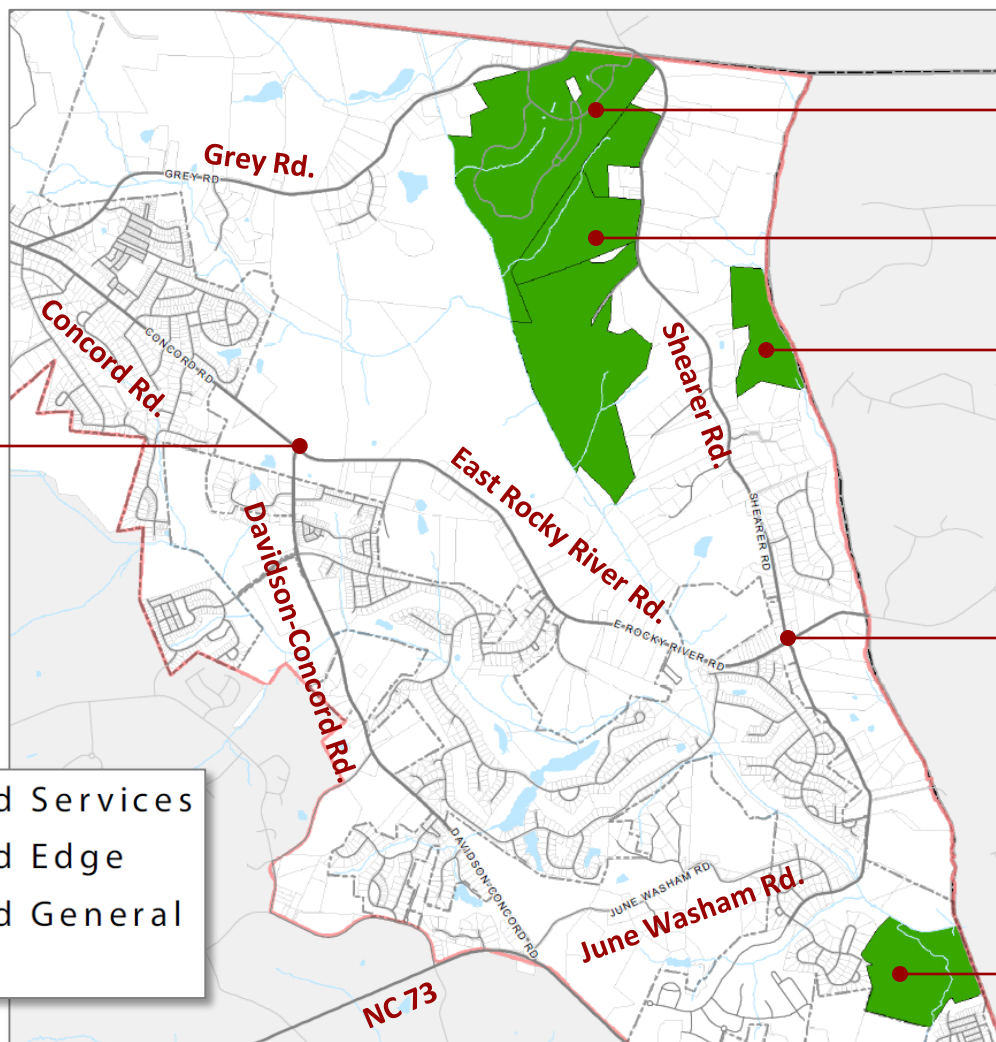 Grey Rd.
GREY RD
Concord Rd.
CONCORD RD
Shearer Rd.
SHEARER RD
East Rocky River Rd.
E ROCKY RIVER RD
Davidson-Concord Rd.
DAVIDSON-CONCORD RD
d Services
d Edge
d General
JUNE WASHAM RD
June Washam Rd.
NC 73